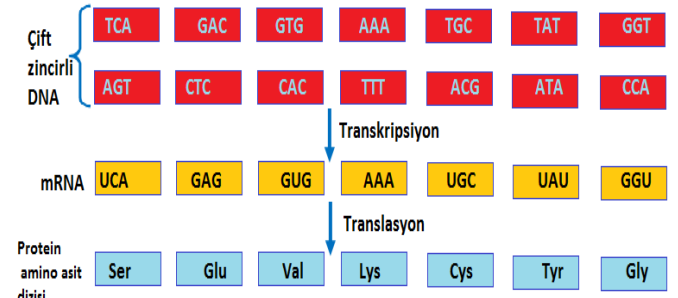 Çift zincirli DNA
TCA GAC GTG AAA TGC TAT GGT
AGT CTC CAC TTT ACG ATA CCA
Transkripsiyon
mRNA UCA GAG GUG AAA UGC UAU GGU
Translasyon
Protein amino asit dizisi
Ser Glu Val Lys Cys Tyr Gly